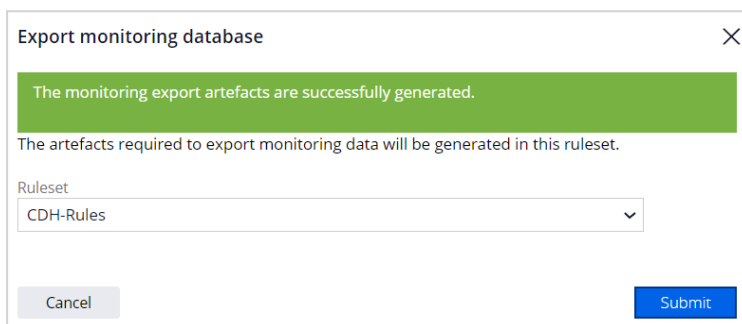 Export monitoring database
The monitoring export artefacts are successfully generated.
The artefacts required to export monitoring data will be generated in this ruleset.
Ruleset
CDH-Rules
Cancel
Submit